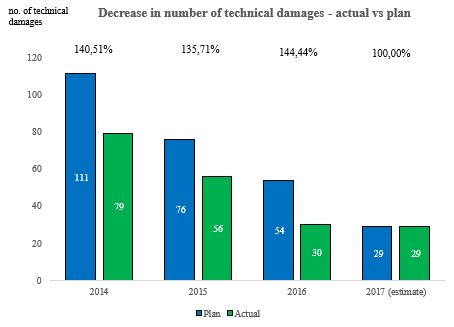 no. of technical
damages
Decrease in number of technical damages - actual vs plan
140,51% 135,71% 144,44% 100,00%
120
100
80
60
40
20
0
111 79 76 56 54 30 29 29
2014 2015 2016 2017 (estimate)
Plan Actual